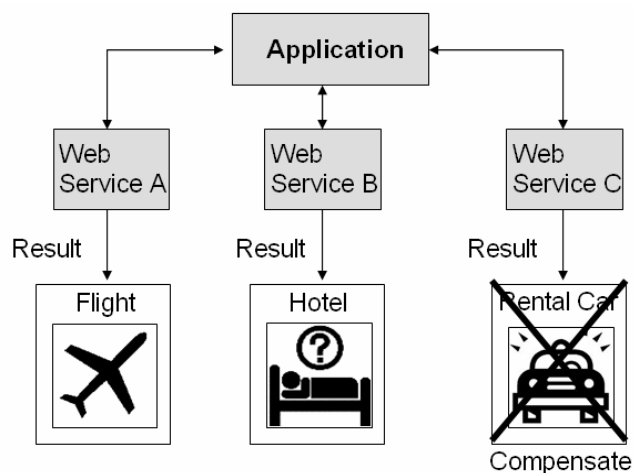 Application
Web
Service A
Web
Service B
Web
Service C
Result
Result
Result
Flight
Hotel
Rental Car
?
Compensate